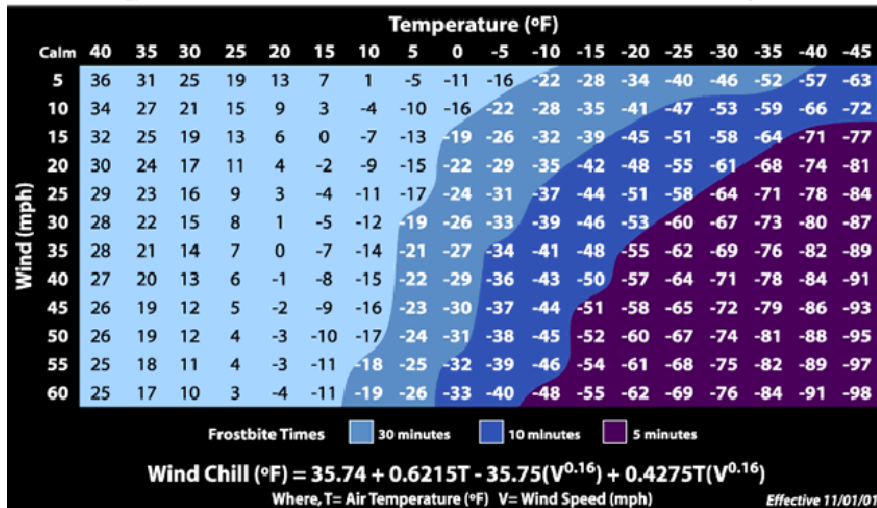 Temperature (°F)
Calm 40 35 30 25 20 15 10 5 0 -5 -10 -15 -20 -25 -30 -35 -40 -45
5 36 31 25 19 13 7 1 -5 -11 -16 -22 -28 -34 -40 -46 -52 -57 -63
10 34 27 21 15 9 3 -4 -10 -16 -22 -28 -35 -41 -47 -53 -59 -66 -72
15 32 25 19 13 6 0 -7 -13 -19 -26 -32 -39 -45 -51 -58 -64 -71 -77
20 30 24 17 11 4 -2 -9 -15 -22 -29 -35 -42 -48 -55 -61 -68 -74 -81
25 29 23 16 9 3 -4 -11 -17 -24 -31 -37 -44 -51 -58 -64 -71 -78 -84
30 28 22 15 8 1 -5 -12 -19 -26 -33 -39 -46 -53 -60 -67 -73 -80 -87
35 28 21 14 7 0 -7 -14 -21 -27 -34 -41 -48 -55 -62 -69 -76 -82 -89
40 27 20 13 6 -1 -8 -15 -22 -29 -36 -43 -50 -57 -64 -71 -78 -84 -91
45 26 19 12 5 -2 -9 -16 -23 -30 -37 -44 -51 -58 -65 -72 -79 -86 -93
50 26 19 12 4 -3 -10 -17 -24 -31 -38 -45 -52 -60 -67 -74 -81 -88 -95
55 25 18 11 4 -3 -11 -18 -25 -32 -39 -46 -54 -61 -68 -75 -82 -89 -97
60 25 17 10 3 -4 -11 -19 -26 -33 -40 -48 -55 -62 -69 -76 -84 -91 -98
Wind (mph)
Frostbite Times 30 minutes 10 minutes 5 minutes
Wind Chill (°F) = 35.74 + 0.6215T - 35.75(V^0.16) + 0.4275T(V^0.16)
Where, T= Air Temperature (°F) V= Wind Speed (mph) Effective 11/01/01